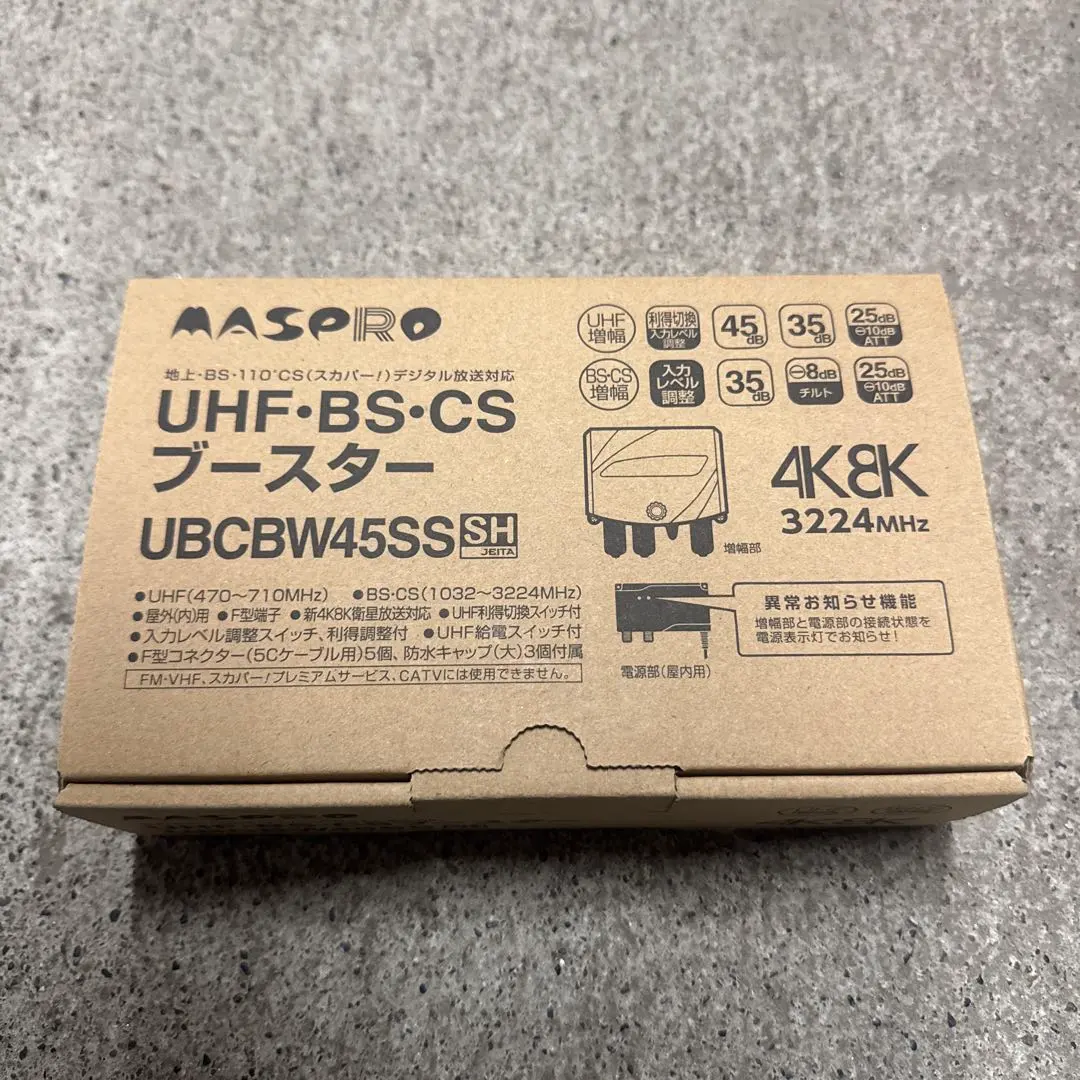 MASPRO
地上・BS・110°CS(スカパー!)デジタル放送対応
UHF・BS・CS
ブースター
UBCBW45SS SH JEITA
●UHF(470〜710MHz) ●BS・CS(1032〜3224MHz)
●屋外(内)用 ●F型端子 ●新4K8K衛星放送対応 ●UHF利得切換スイッチ付
●入力レベル調整スイッチ、利得調整付 ●UHF給電スイッチ付
●F型コネクター(5Cケーブル用)5個、防水キャップ(大)3個付属
FM・VHF、スカパー!プレミアムサービス、CATVには使用できません。
UHF増幅 利得切換 入力レベル調整 45dB 35dB 25dB ⊖10dB ATT
BS・CS増幅 入力レベル調整 35dB ⊖8dB チルト 25dB ⊖10dB ATT
4K8K
3224MHz
増幅部
異常お知らせ機能
増幅部と電源部の接続状態を
電源表示灯でお知らせ!
電源部(屋内用)